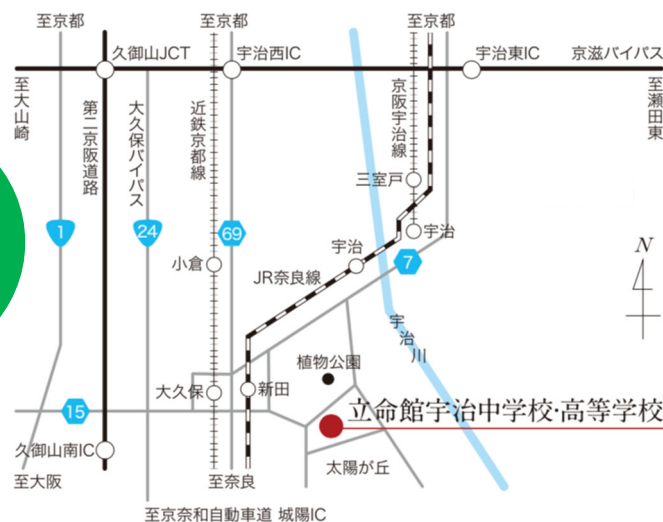 至京都
至京都
至京都
久御山JCT
宇治西IC
宇治東IC
京滋バイパス
至大山崎
第二京阪道路
大久保バイパス
近鉄京都線
京阪宇治線
至瀬田東
三室戸
1
24
69
宇治
宇治
7
小倉
JR奈良線
N
宇治川
植物公園
大久保
新田
15
立命館宇治中学校·高等学校
久御山南IC
太陽が丘
至大阪
至奈良
至京奈和自動車道 城陽IC